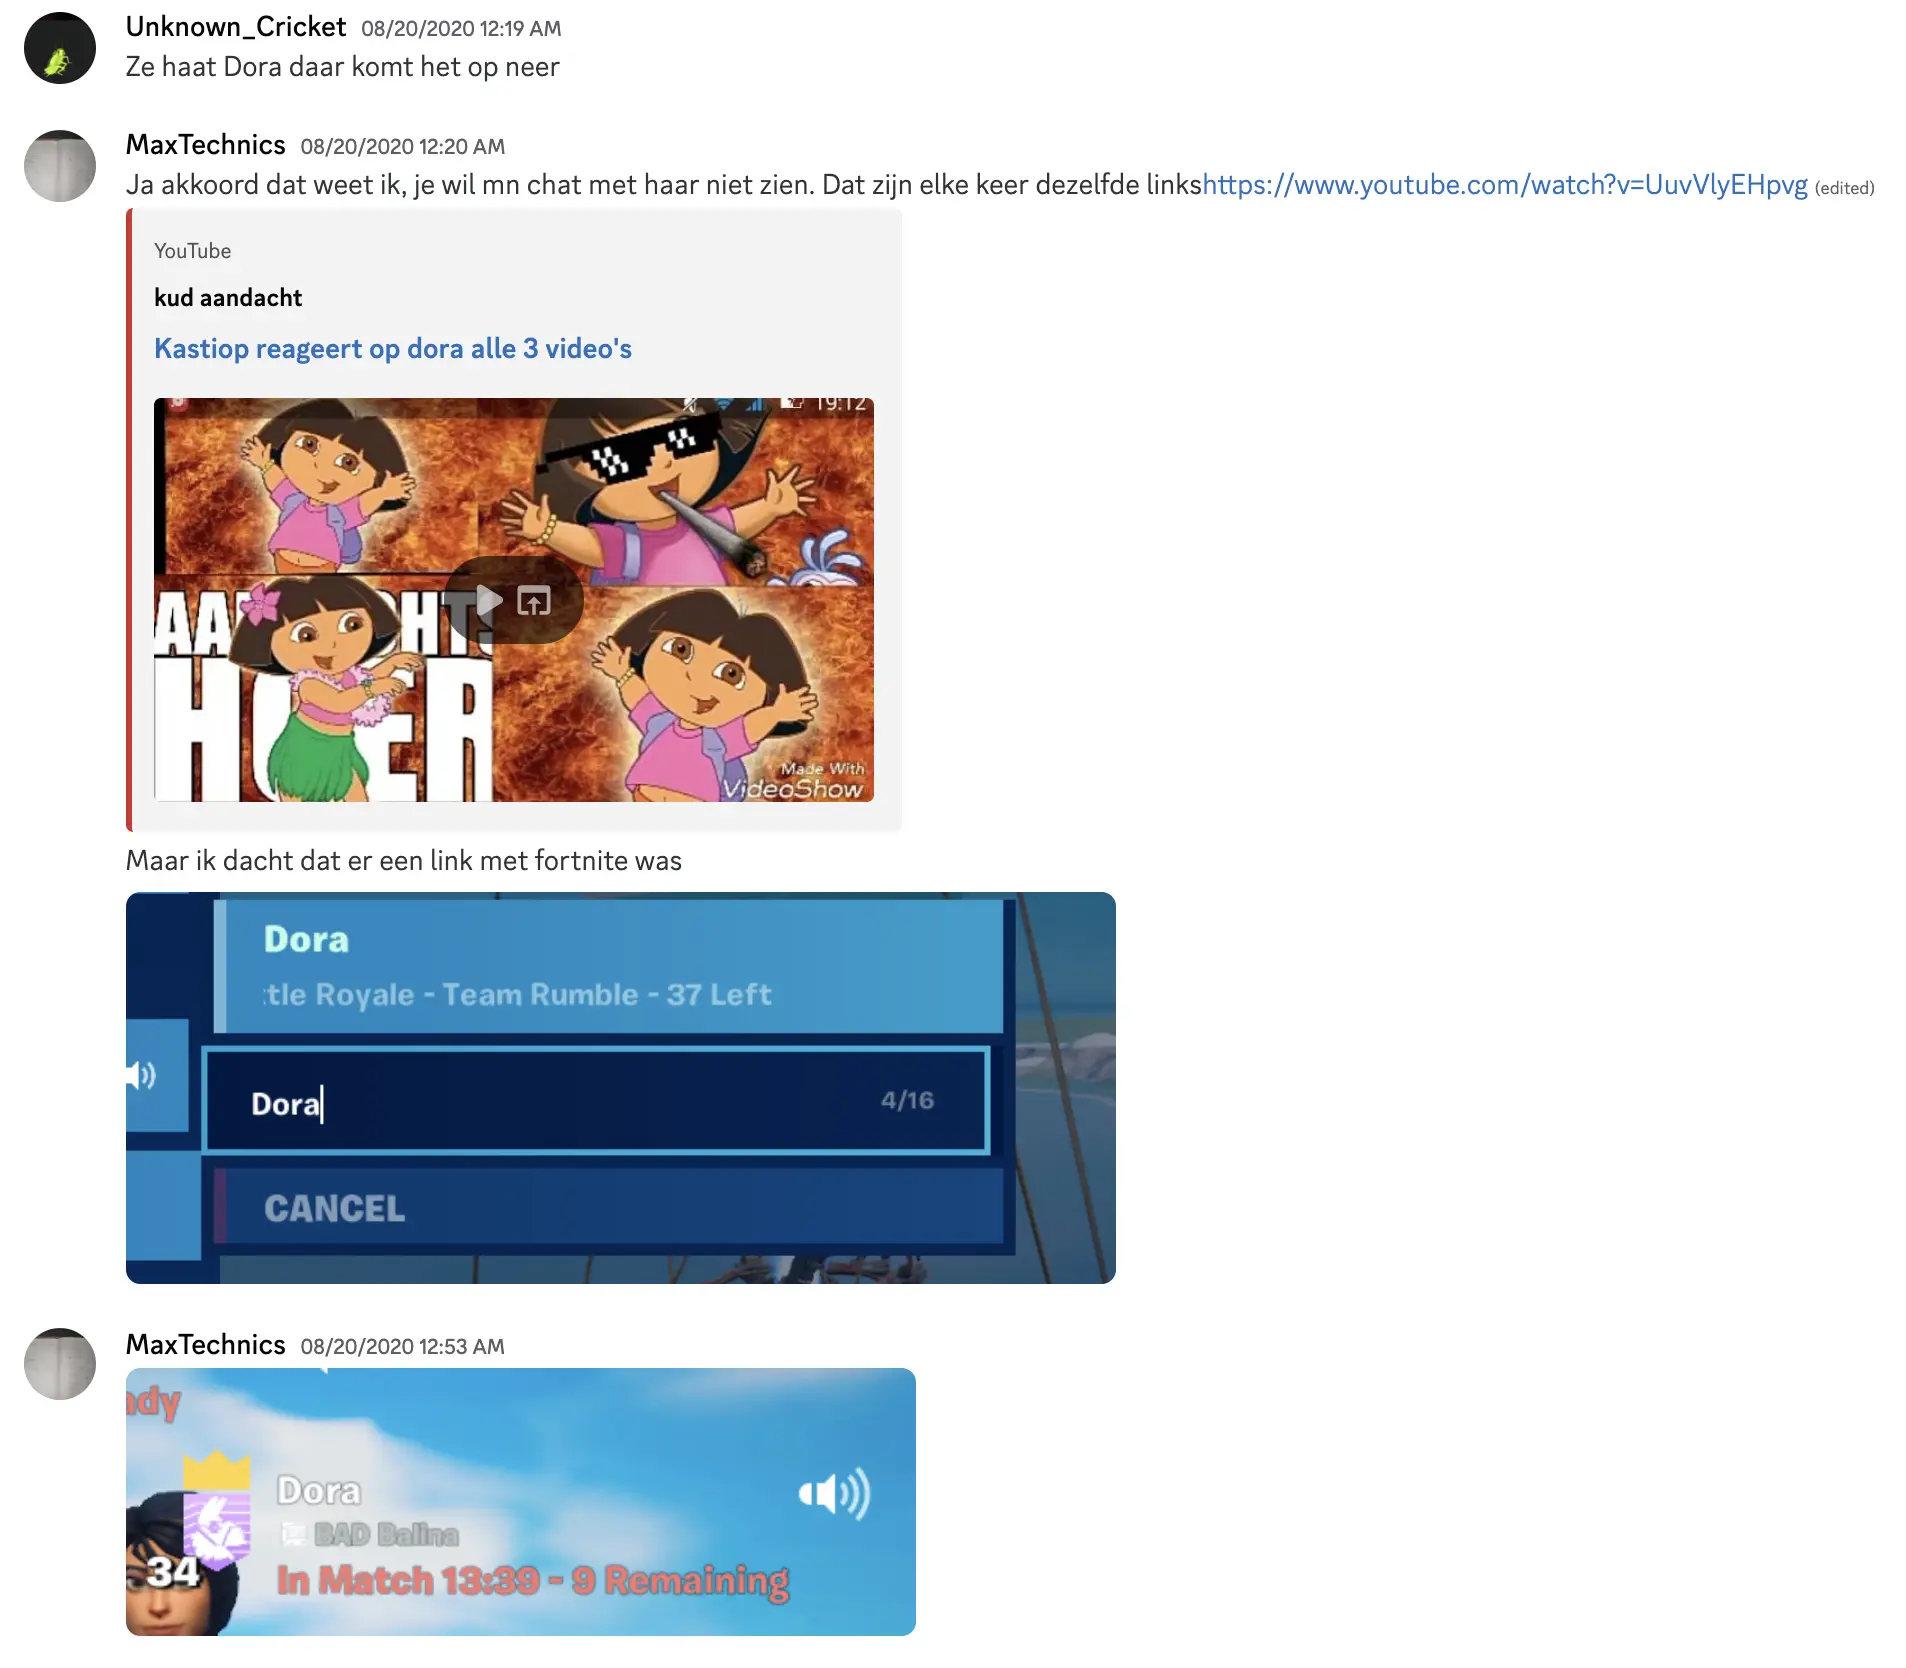 Unknown_Cricket 08/20/2020 12:19 AM
Ze haat Dora daar komt het op neer
MaxTechnics 08/20/2020 12:20 AM
Ja akkoord dat weet ik, je wil mn chat met haar niet zien. Dat zijn elke keer dezelfde linkshttps://www.youtube.com/watch?v=UuvVlyEHpvg (edited)
YouTube
kud aandacht
Kastiop reageert op dora alle 3 video's
19:12
HOER
Made With
VideoShow
Maar ik dacht dat er een link met fortnite was
Dora
tle Royale - Team Rumble - 37 Left
Dora 4/16
CANCEL
MaxTechnics 08/20/2020 12:53 AM
ady
Dora
BAD Balina
34
In Match 13:39 - 9 Remaining